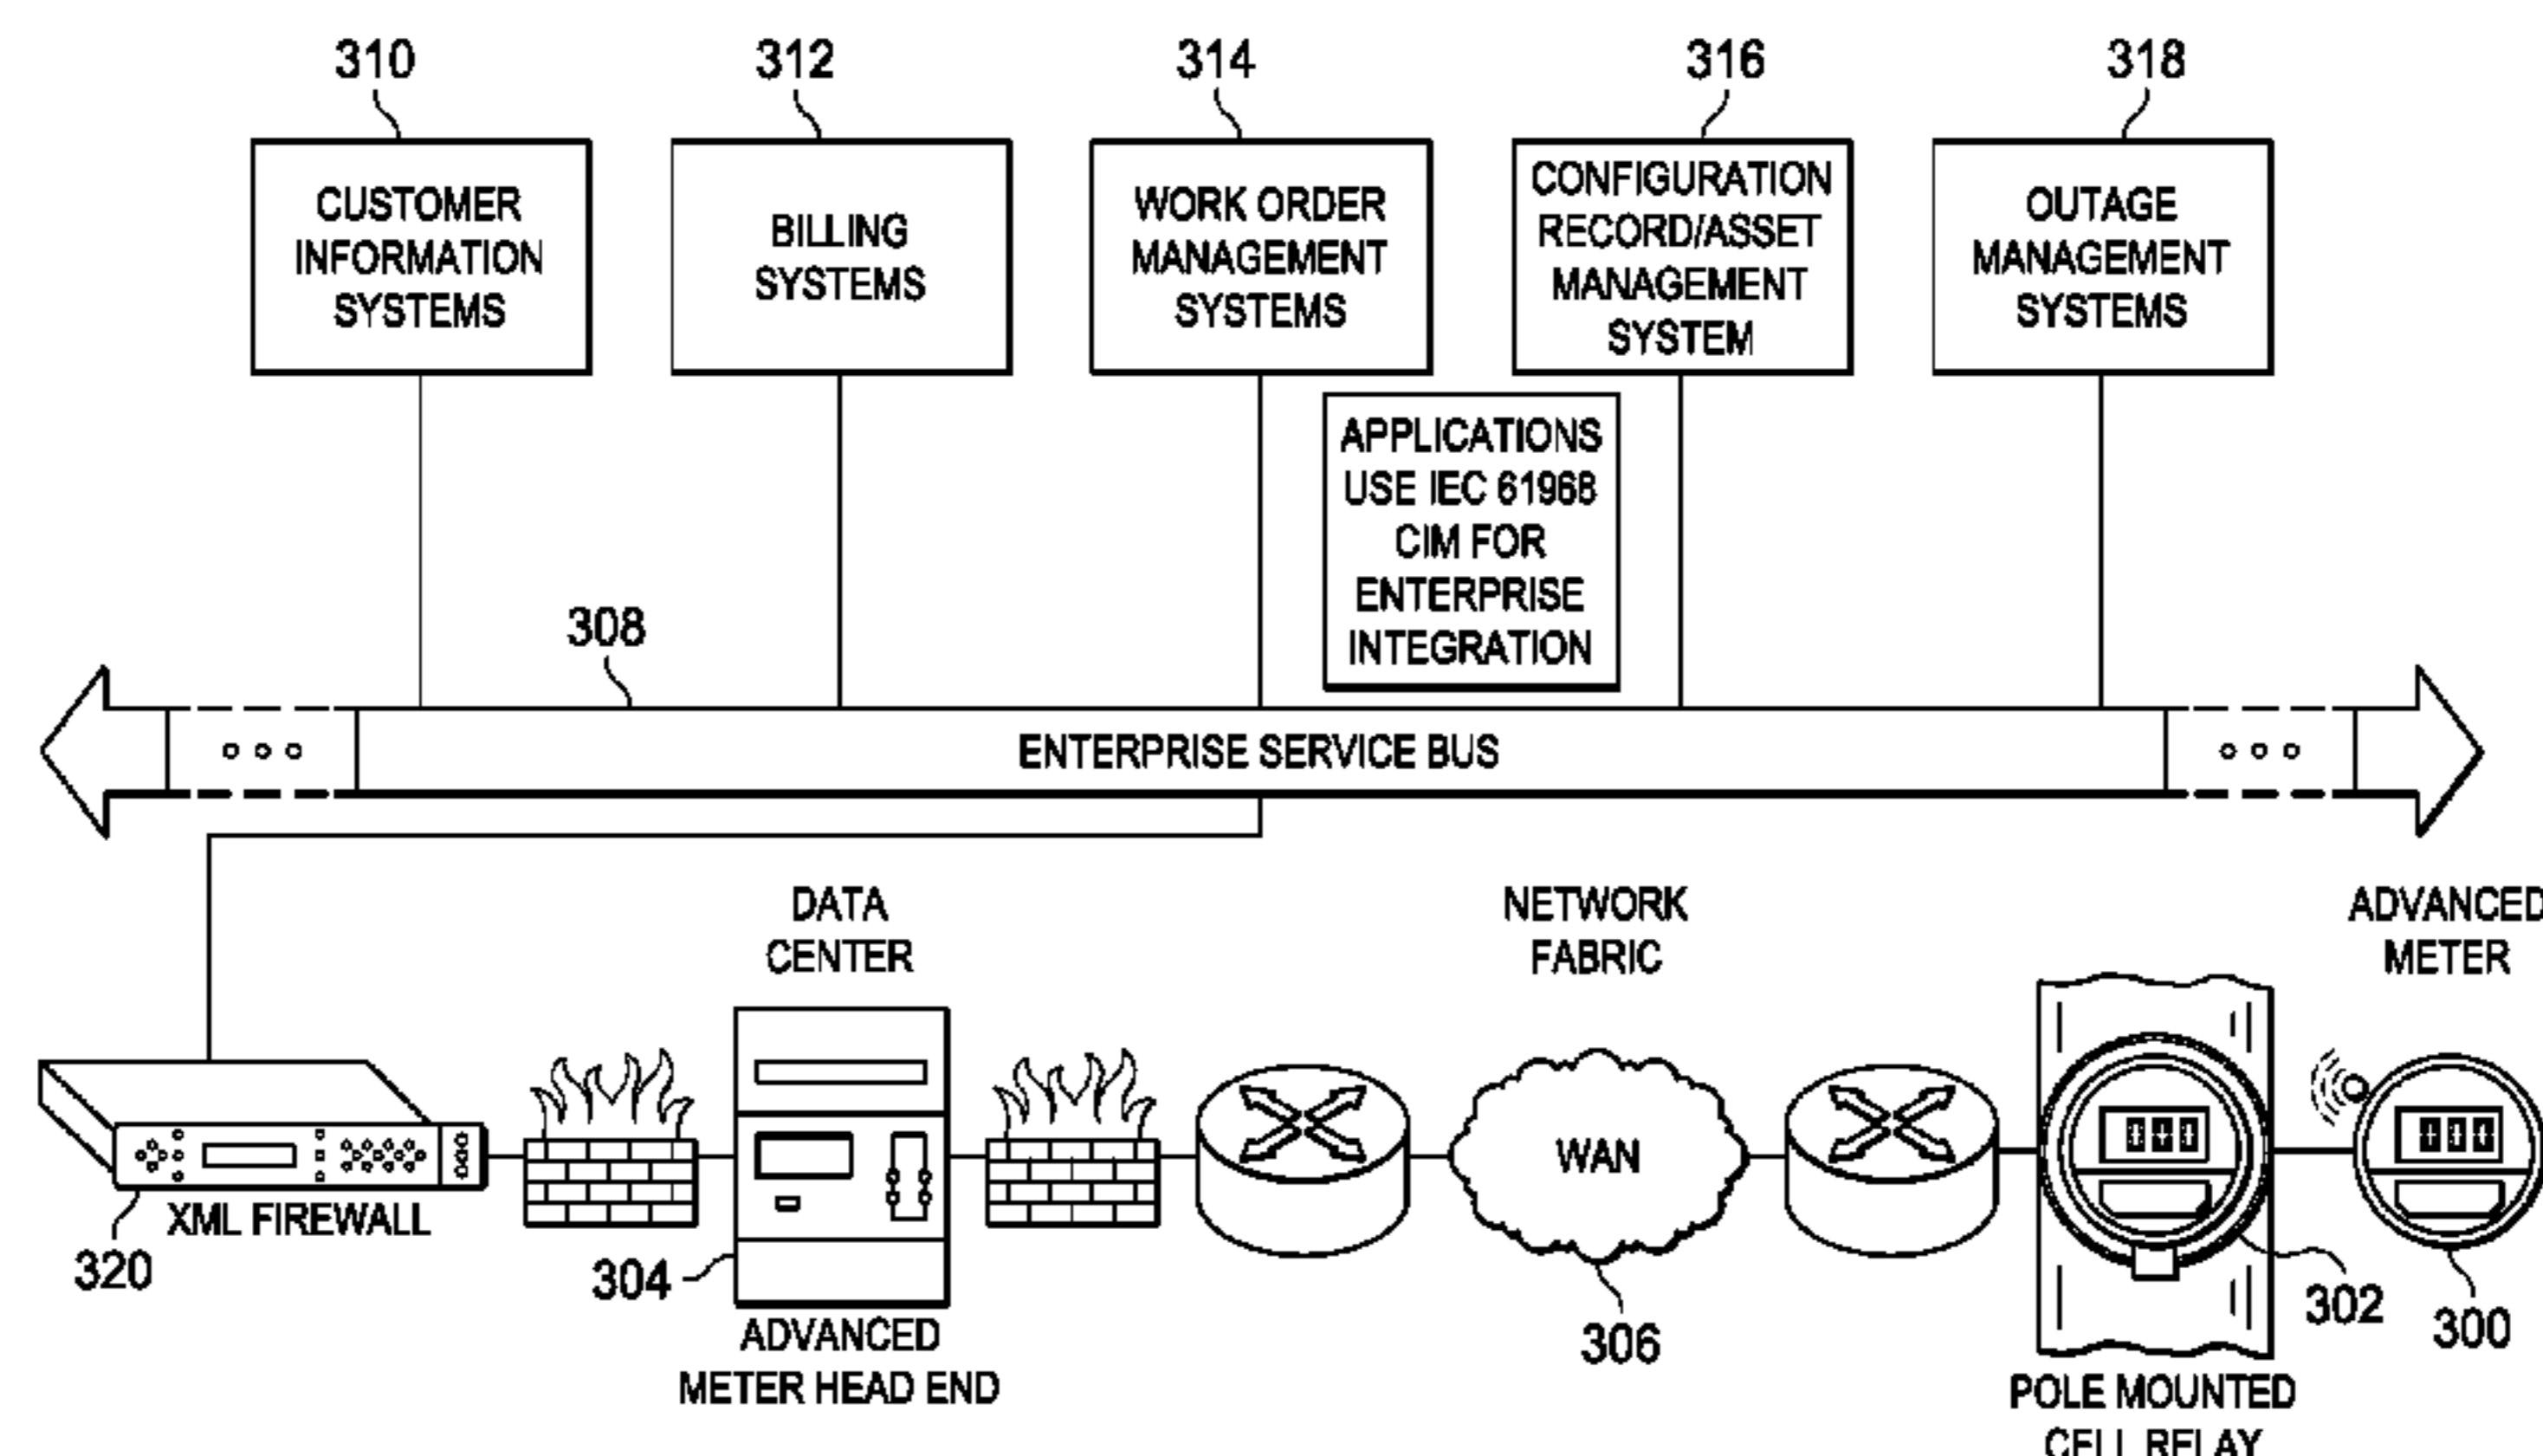 310
312
314
316
318
CUSTOMER
INFORMATION
SYSTEMS
BILLING
SYSTEMS
WORK ORDER
MANAGEMENT
SYSTEMS
CONFIGURATION
RECORD/ASSET
MANAGEMENT
SYSTEM
OUTAGE
MANAGEMENT
SYSTEMS
APPLICATIONS
USE IEC 61968
CIM FOR
ENTERPRISE
INTEGRATION
308
ENTERPRISE SERVICE BUS
DATA
CENTER
NETWORK
FABRIC
ADVANCED
METER
WAN
XML FIREWALL
320
304
ADVANCED
METER HEAD END
306
302
300
POLE MOUNTED
CELL RELAY